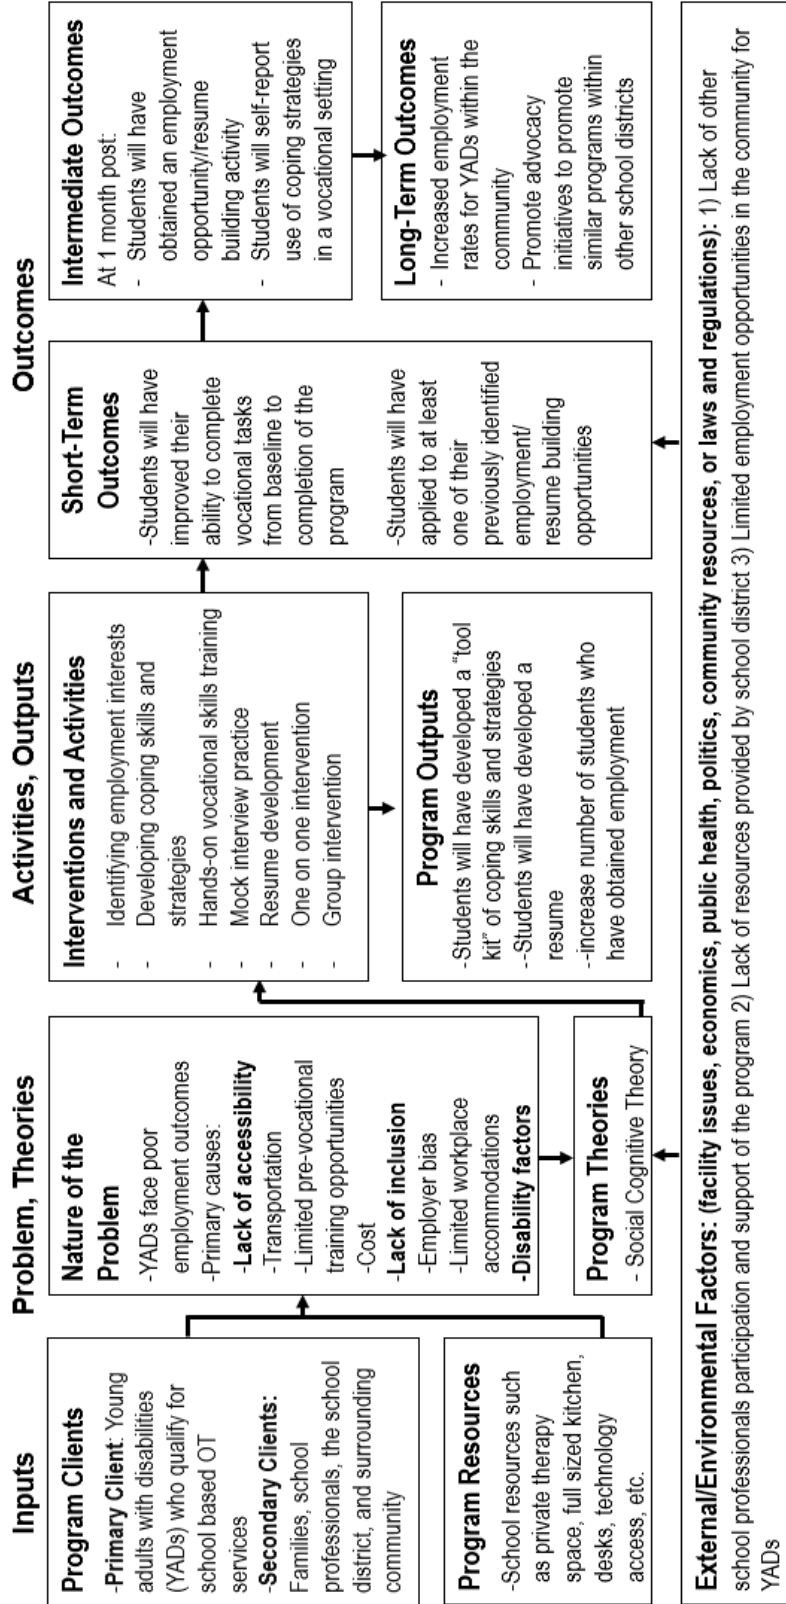 Inputs
Problem, Theories
Activities, Outputs
Outcomes
Program Clients
-Primary Client: Young
adults with disabilities
(YADs) who qualify for
school based OT
services
-Secondary Clients:
Families, school
professionals, the school
district, and surrounding
community
Program Resources
-School resources such
as private therapy
space, full sized kitchen,
desks, technology
access, etc.
Nature of the
Problem
-YADs face poor
employment outcomes
-Primary causes:
-Lack of accessibility
-Transportation
-Limited pre-vocational
training opportunities
-Cost
-Lack of inclusion
-Employer bias
-Limited workplace
accommodations
-Disability factors
Program Theories
- Social Cognitive Theory
Interventions and Activities
- Identifying employment interests
- Developing coping skills and
strategies
- Hands-on vocational skills training
- Mock interview practice
- Resume development
- One on one intervention
- Group intervention
Program Outputs
-Students will have developed a “tool
kit” of coping skills and strategies
--Students will have developed a
resume
--increase number of students who
have obtained employment
Short-Term
Outcomes
-Students will have
improved their
ability to complete
vocational tasks
from baseline to
completion of the
program
-Students will have
applied to at least
one of their
previously identified
employment/
resume building
opportunities
Intermediate Outcomes
At 1 month post:
- Students will have
obtained an employment
opportunity/resume
building activity
- Students will self-report
use of coping strategies
in a vocational setting
Long-Term Outcomes
- Increased employment
rates for YADs within the
community
- Promote advocacy
initiatives to promote
similar programs within
other school districts
External/Environmental Factors: (facility issues, economics, public health, politics, community resources, or laws and regulations): 1) Lack of other
school professionals participation and support of the program 2) Lack of resources provided by school district 3) Limited employment opportunities in the community for
YADs